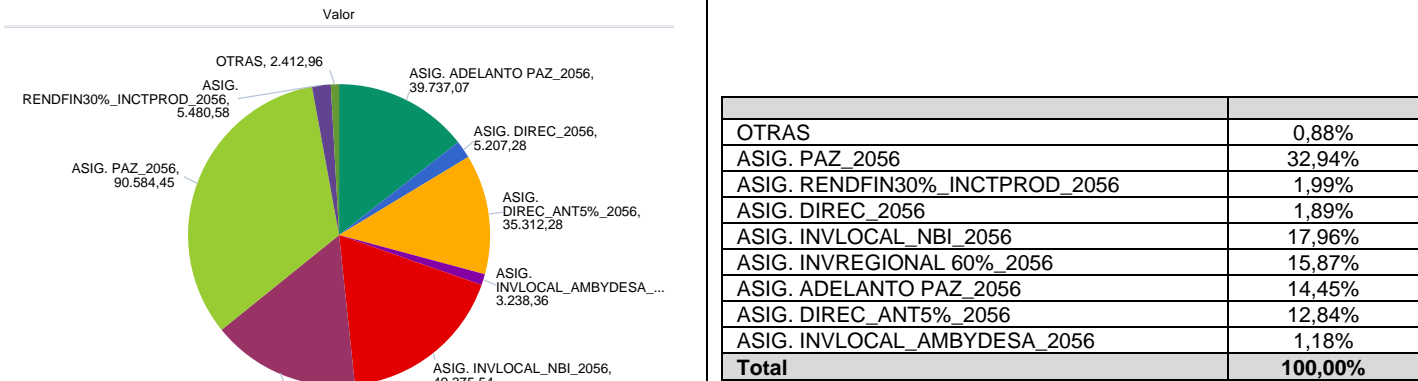 Valor
OTRAS, 2.412,96
ASIG.
RENDFIN30%_INCTPROD_2056,
5.480,58
ASIG. PAZ_2056,
90.584,45
ASIG. ADELANTO PAZ_2056,
39.737,07
ASIG. DIREC_2056,
5.207,28
ASIG.
DIREC_ANT5%_2056,
35.312,28
ASIG.
INVLOCAL_AMBYDESA_...
3.238,36
ASIG. INVLOCAL_NBI_2056,
OTRAS 0,88%
ASIG. PAZ_2056 32,94%
ASIG. RENDFIN30%_INCTPROD_2056 1,99%
ASIG. DIREC_2056 1,89%
ASIG. INVLOCAL_NBI_2056 17,96%
ASIG. INVREGIONAL 60%_2056 15,87%
ASIG. ADELANTO PAZ_2056 14,45%
ASIG. DIREC_ANT5%_2056 12,84%
ASIG. INVLOCAL_AMBYDESA_2056 1,18%
Total 100,00%